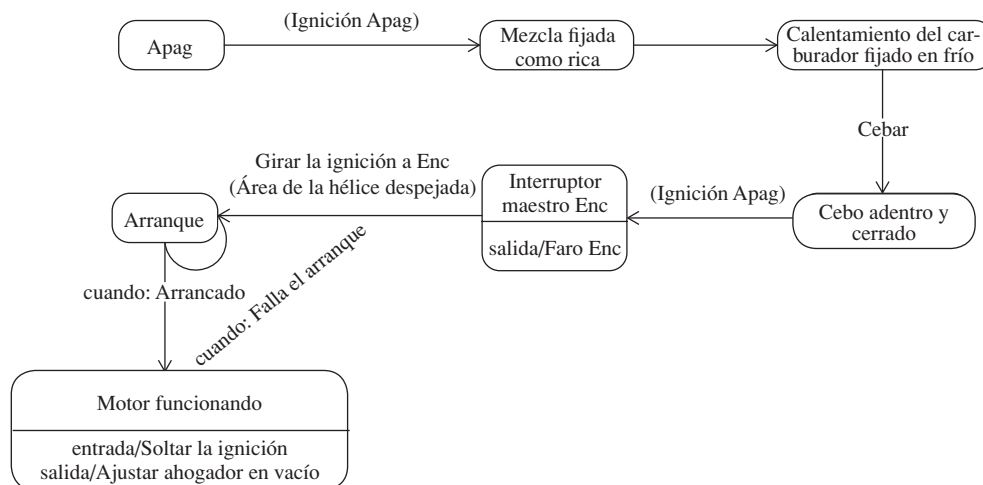 (Ignición Apag)
Apag
Mezcla fijada
como rica
Calentamiento del car-
burador fijado en frío
Cebar
Girar la ignición a Enc
(Área de la hélice despejada)
Interruptor
maestro Enc
(Ignición Apag)
Cebo adentro y
cerrado
Arranque
salida/Faro Enc
cuando: Arrancado
cuando: Falla el arranque
Motor funcionando
entrada/Soltar la ignición
salida/Ajustar ahogador en vacío